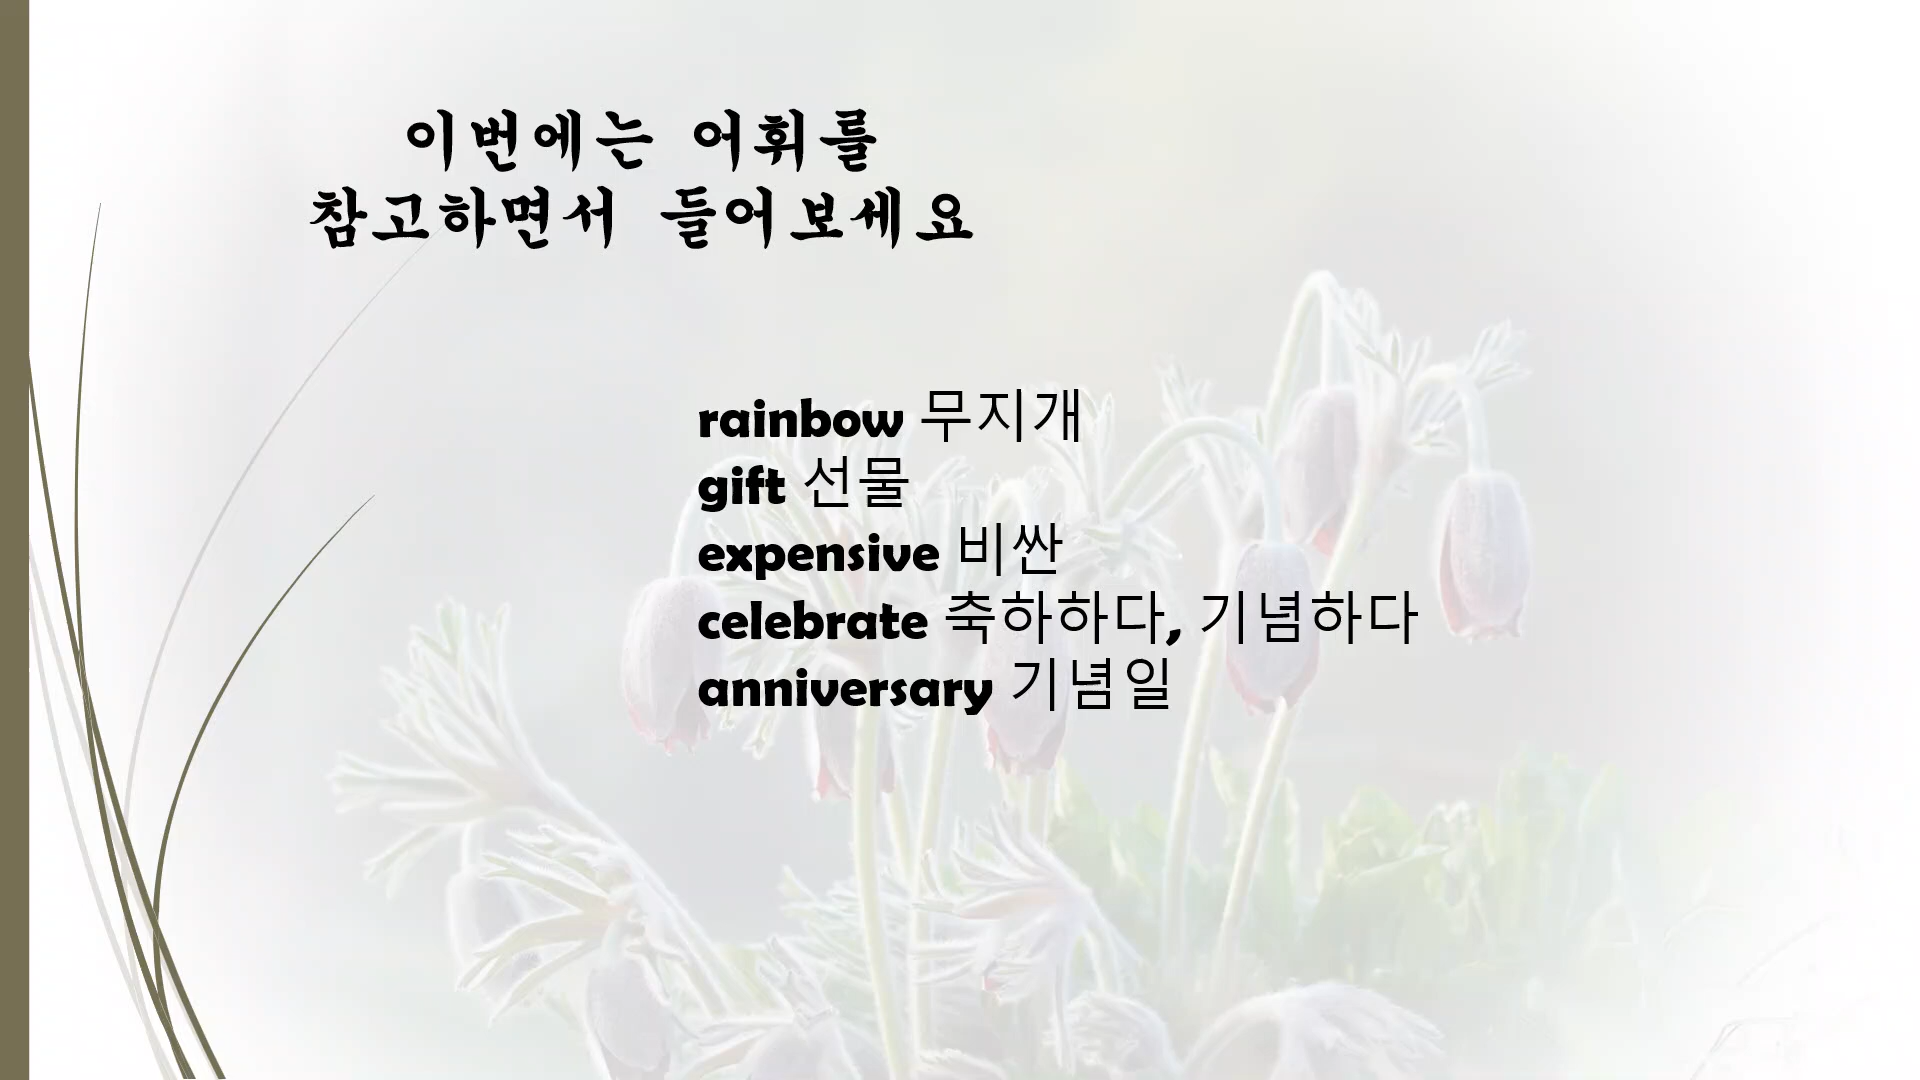 이번에는 어휘를
참고하면서 들어보세요
rainbow 무지개
gift 선물
expensive 비싼
celebrate 축하하다, 기념하다
anniversary 기념일